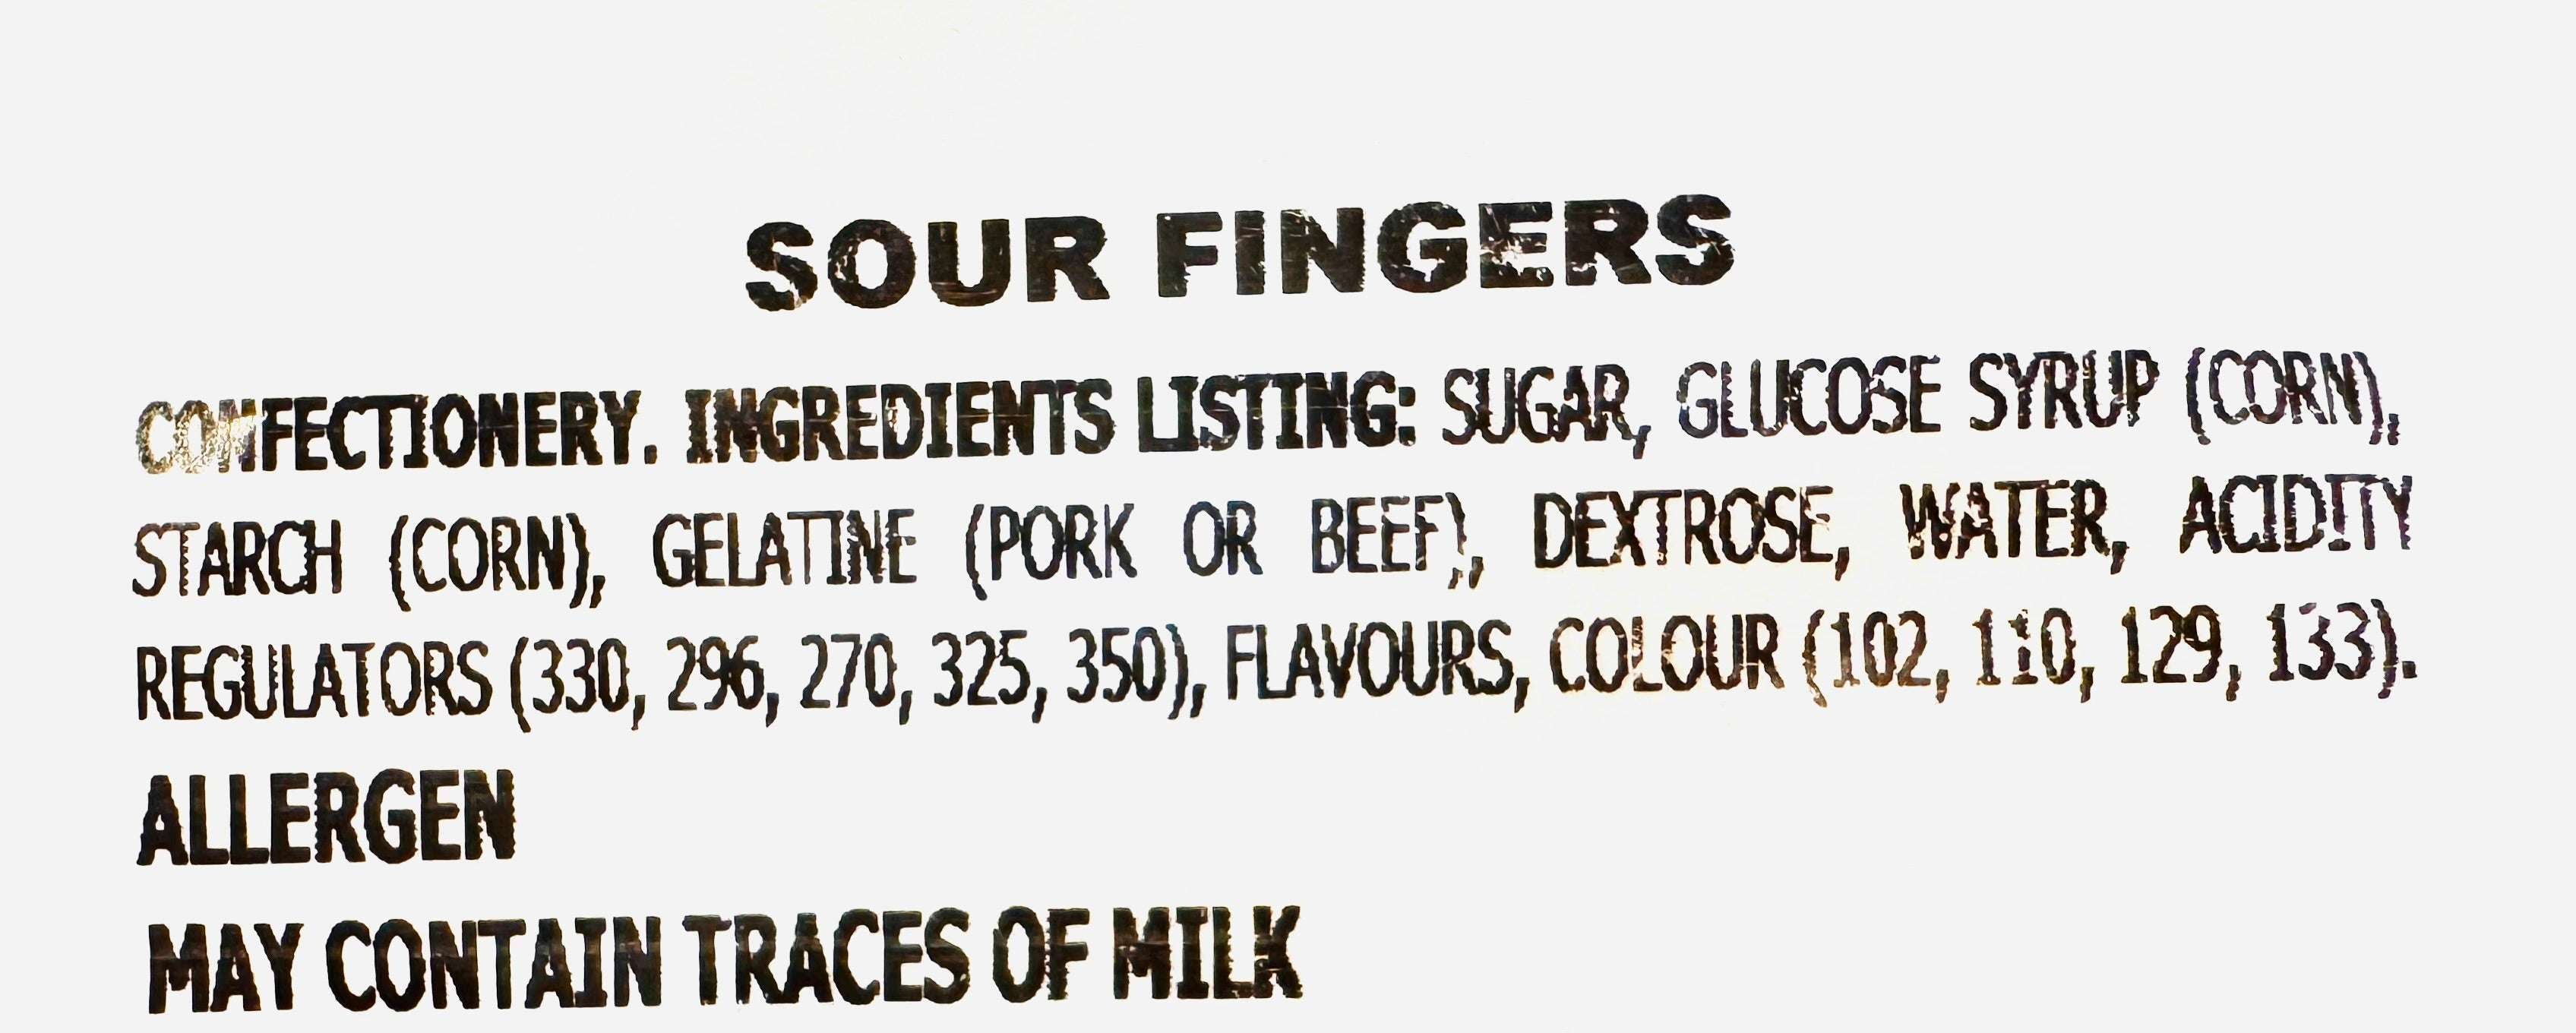 SOUR FINGERS
CONFECTIONERY. INGREDIENTS LISTING: SUGAR, GLUCOSE SYRUP (CORN),
STARCH (CORN), GELATINE (PORK OR BEEF), DEXTROSE, WATER, ACIDITY
REGULATORS (330, 296, 270, 325, 350), FLAVOURS, COLOUR (102, 110, 129, 133).
ALLERGEN
MAY CONTAIN TRACES OF MILK